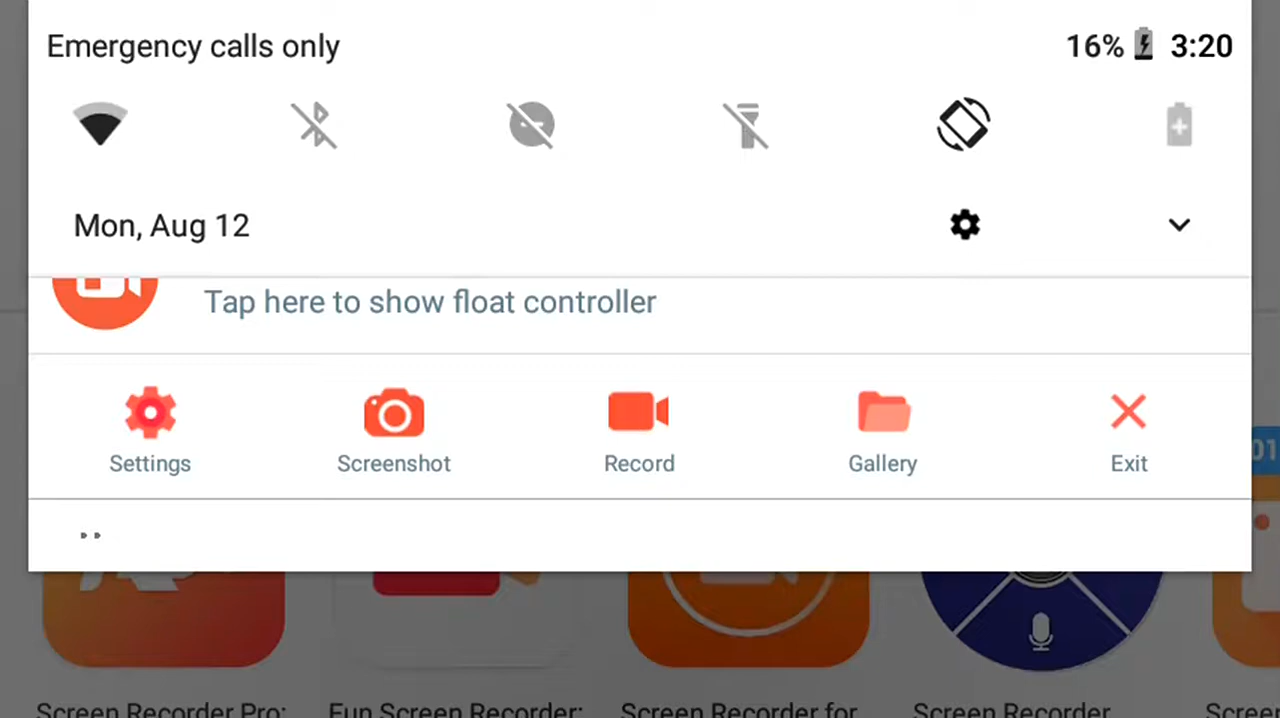 Emergency calls only
16% 3:20
Mon, Aug 12
Tap here to show float controller
Settings Screenshot Record Gallery Exit
01
Screen Recorder Pro: Fun Screen Recorder: Screen Recorder for Screen Recorder